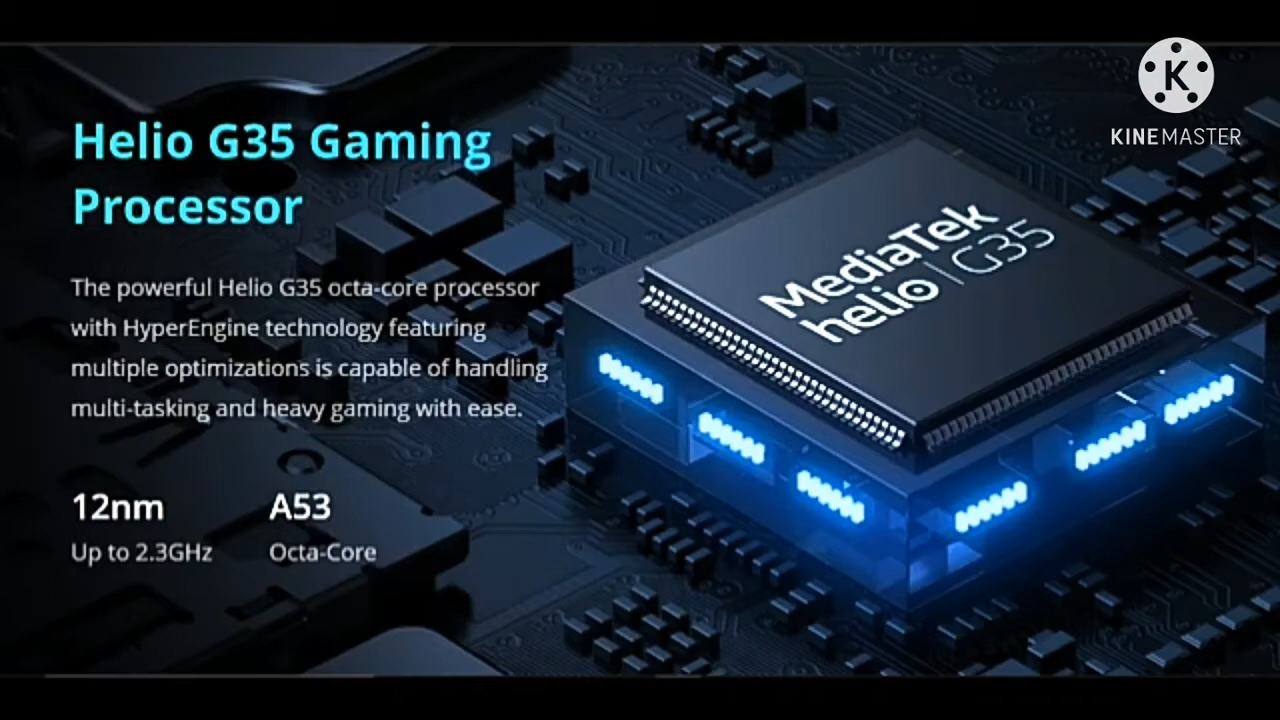 Helio G35 Gaming
Processor
The powerful Helio G35 octa-core processor
with HyperEngine technology featuring
multiple optimizations is capable of handling
multi-tasking and heavy gaming with ease.
12nm
Up to 2.3GHz
A53
Octa-Core
MediaTek
helio | G35
K
KINEMASTER